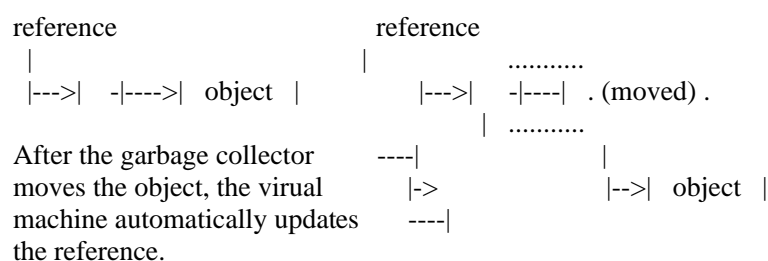 reference reference
| | ...........
|--->| -|---->| object | |--->| -|----| . (moved) .
| ...........
After the garbage collector ----| |
moves the object, the virual |-> |-->| object |
machine automatically updates ----|
the reference.